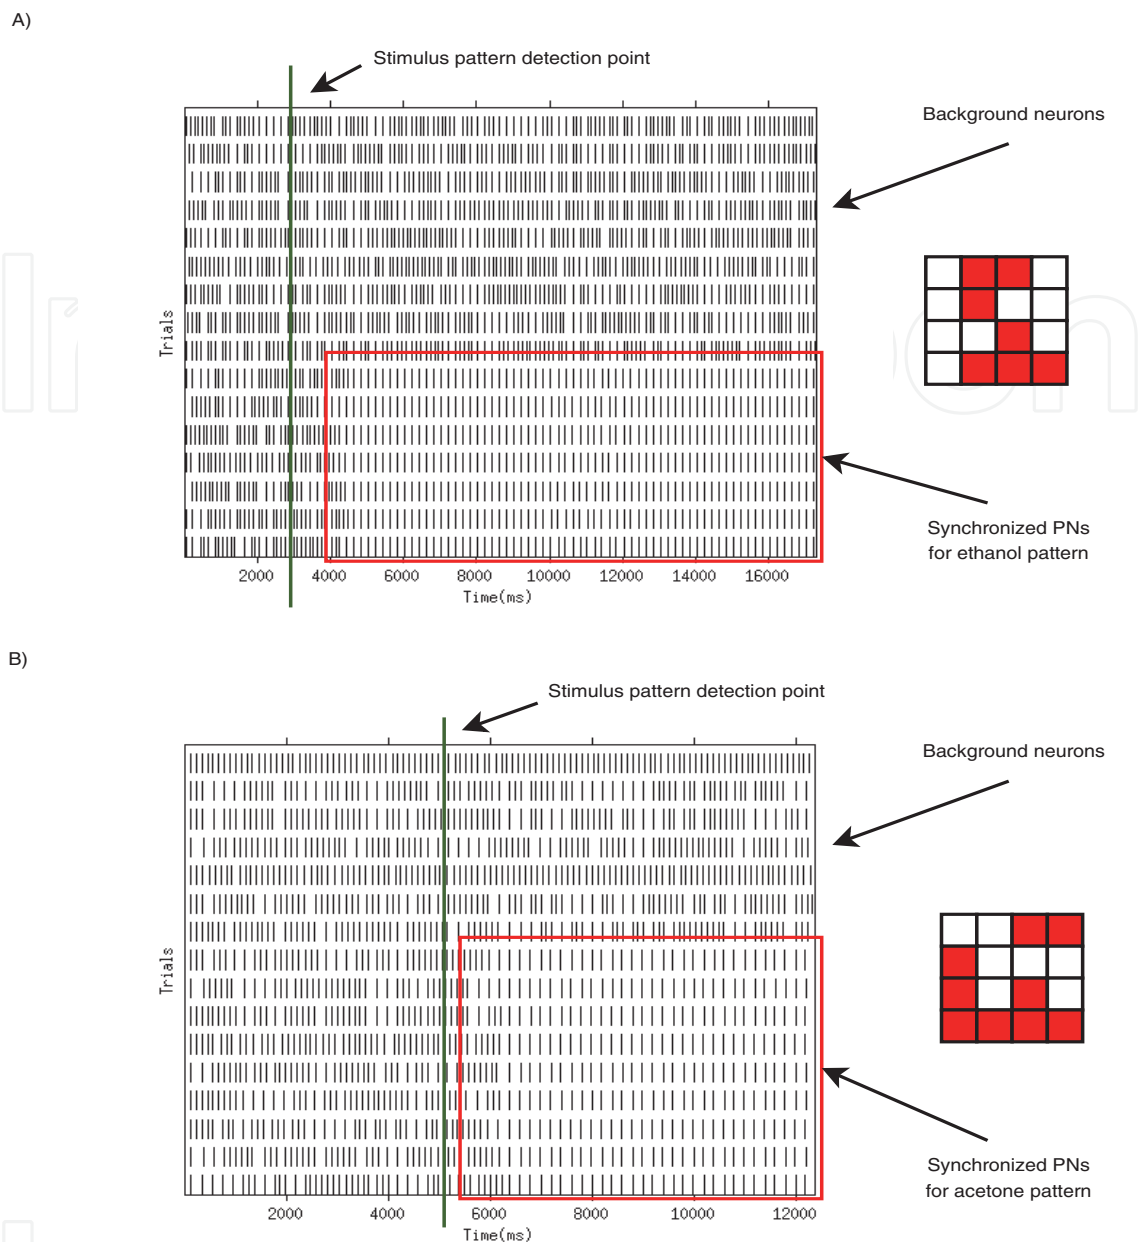 A)
Stimulus pattern detection point
Background neurons
Trials
Synchronized PNs
for ethanol pattern
2000 4000 6000 8000 10000 12000 14000 16000
Time(ms)
B)
Stimulus pattern detection point
Background neurons
Trials
Synchronized PNs
for acetone pattern
2000 4000 6000 8000 10000 12000
Time(ms)